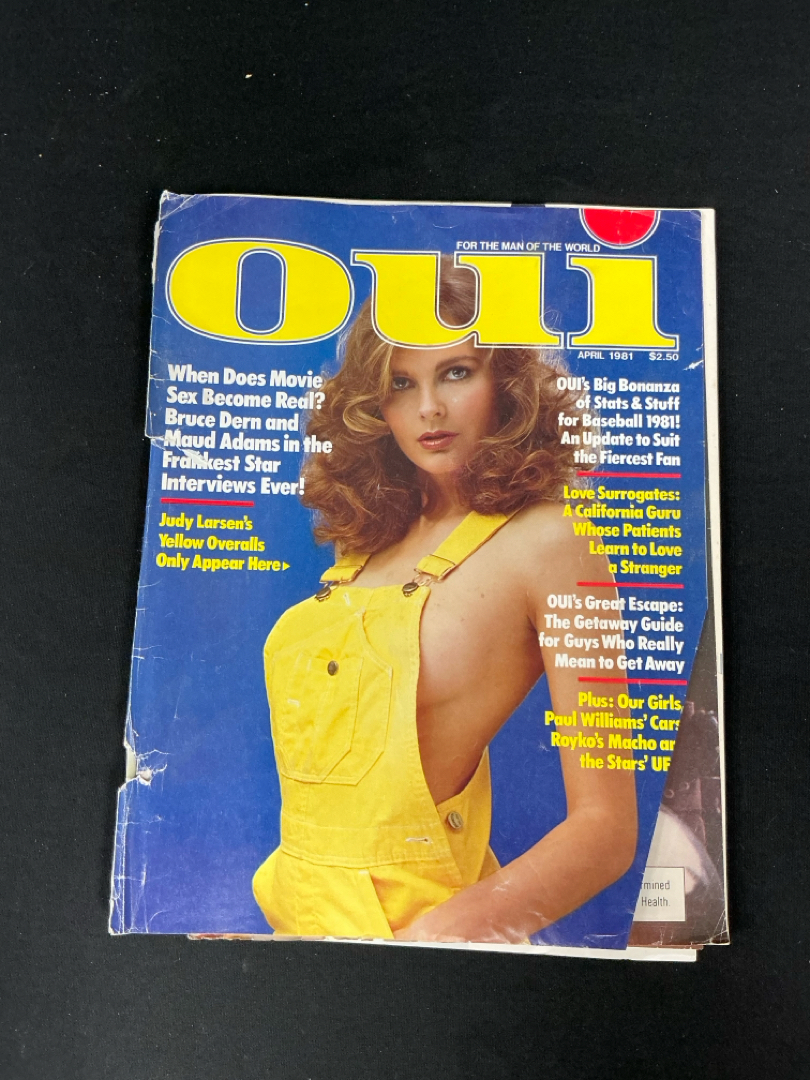 FOR THE MAN OF THE WORLD
oui
APRIL 1981 $2.50
When Does Movie
Sex Become Real?
Bruce Dern and
Maud Adams in the
Frankest Star
Interviews Ever!
Judy Larsen's
Yellow Overalls
Only Appear Here
OUI's Big Bonanza
of Stats & Stuff
for Baseball 1981!
An Update to Suit
the Fiercest Fan
Love Surrogates:
A California Guru
Whose Patients
Learn to Love
a Stranger
OUI's Great Escape:
The Getaway Guide
for Guys Who Really
Mean to Get Away
Plus: Our Girls,
Paul Williams' Cars
Royko's Macho
the Stars'
Health